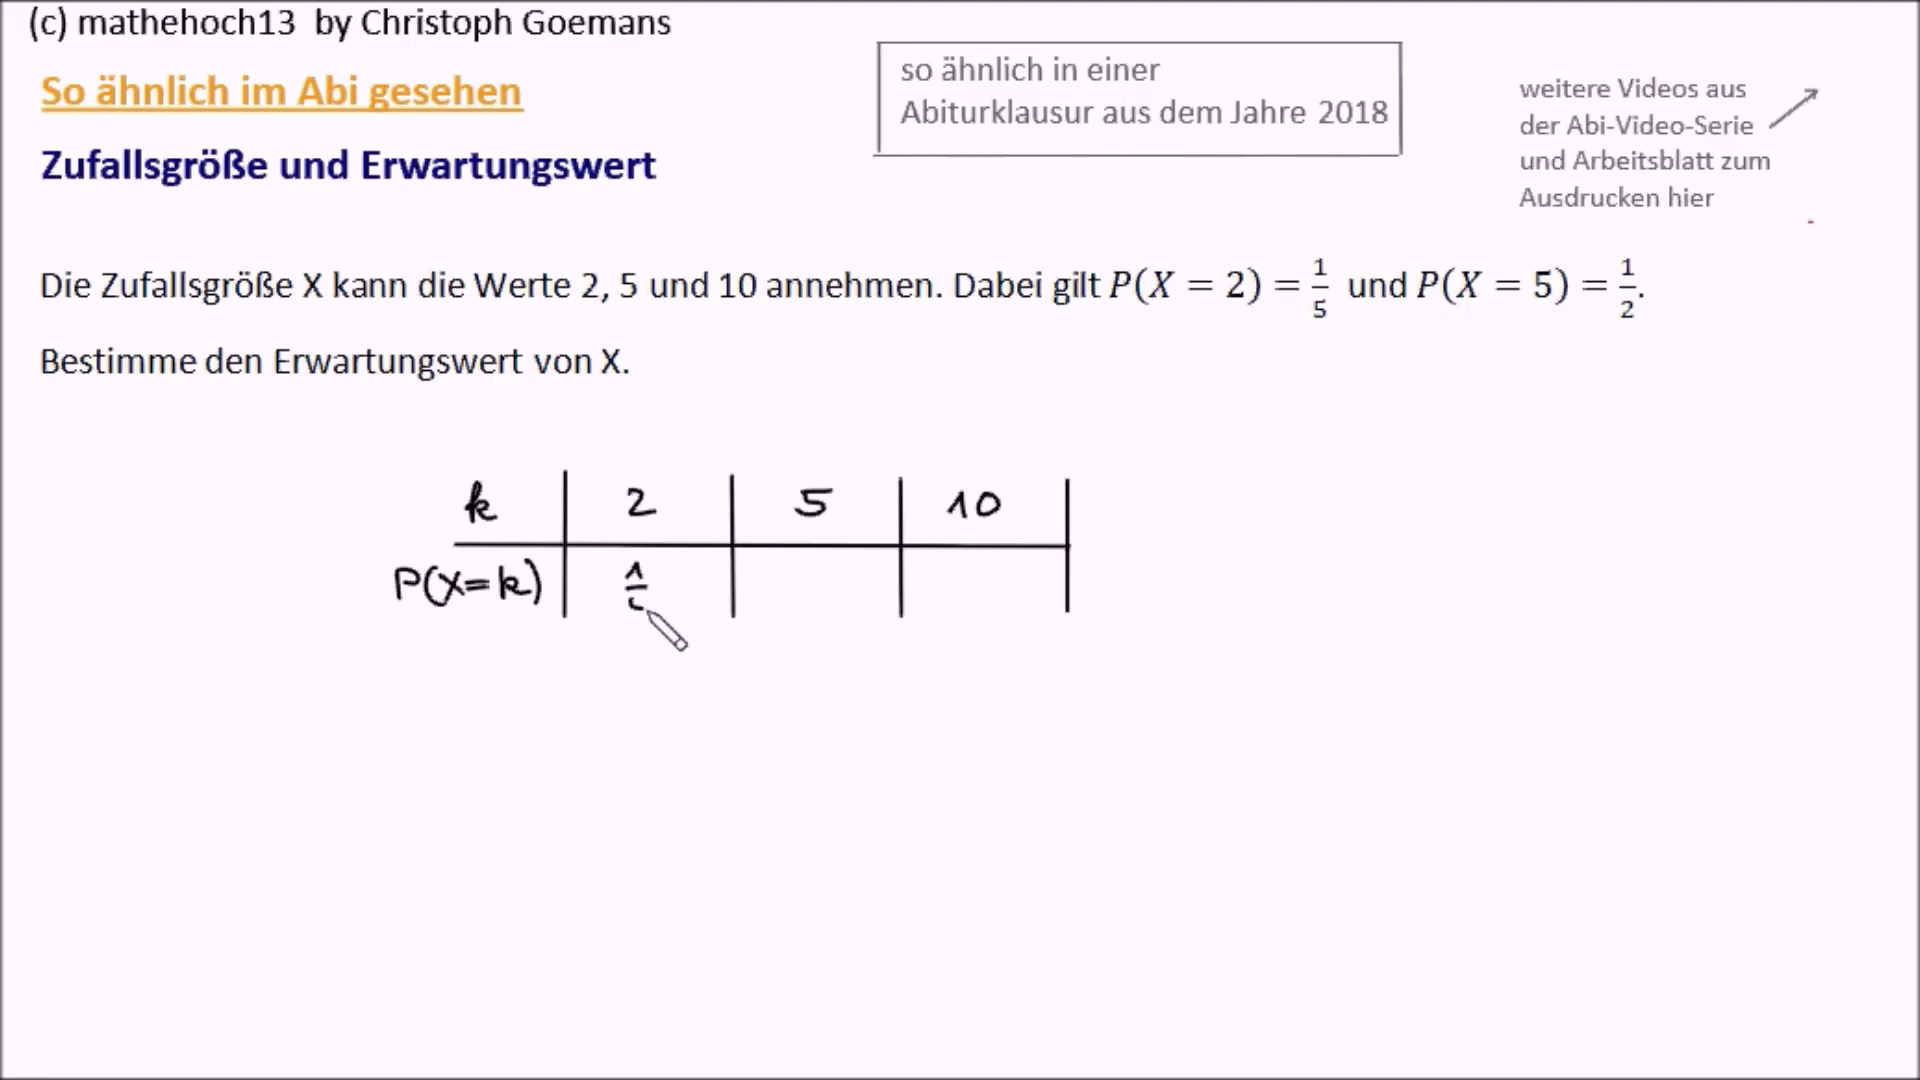 (c) mathehoch13 by Christoph Goemans
So ähnlich im Abi gesehen
so ähnlich in einer
Abiturklausur aus dem Jahre 2018
weitere Videos aus
der Abi-Video-Serie
und Arbeitsblatt zum
Ausdrucken hier
Zufallsgröße und Erwartungswert
Die Zufallsgröße X kann die Werte 2, 5 und 10 annehmen. Dabei gilt P(X = 2) = 1/5 und P(X = 5) = 1/2.
Bestimme den Erwartungswert von X.
k 2 5 10
P(X=k) 1